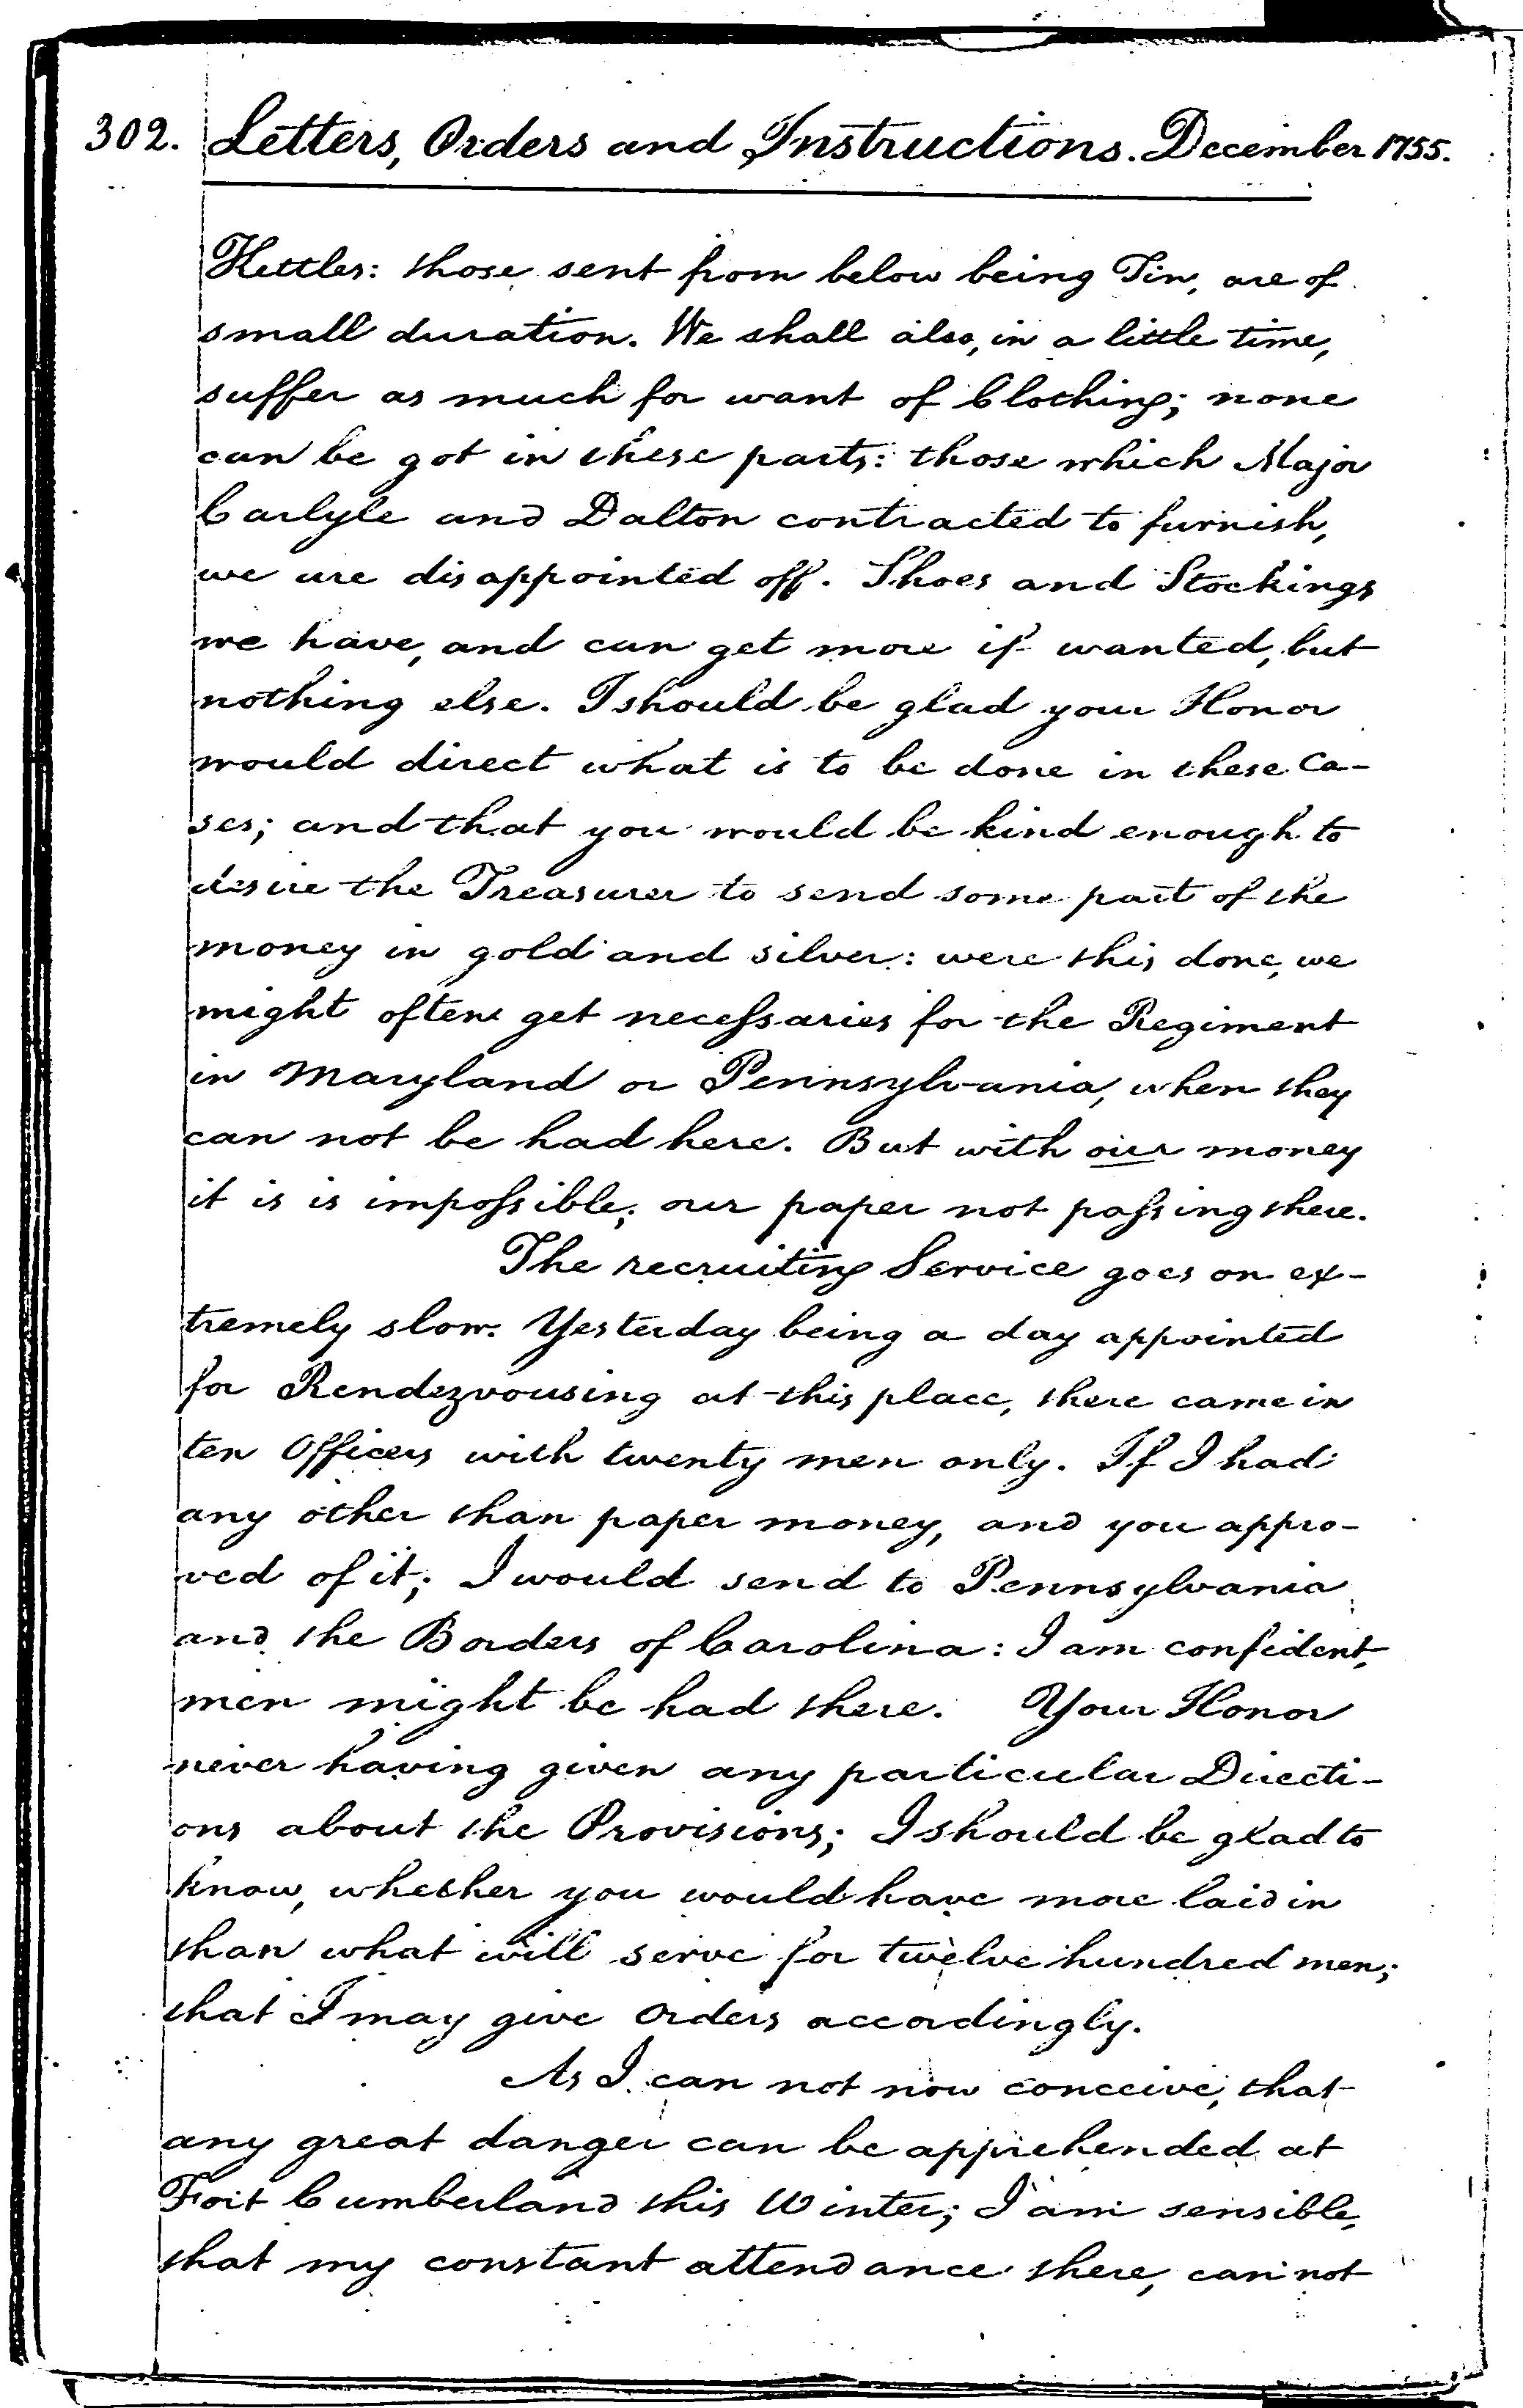 302. Letters, Orders and Instructions. December 1755.
Kettles: those sent from below being Tin, are of
small duration. We shall also, in a little time,
suffer as much for want of Clothing; none
can be got in these parts: those which Major
Carlyle and Dalton contracted to furnish,
we are disappointed off. Shoes and Stockings
we have, and can get more if wanted, but
nothing else. I should be glad your Honor
would direct what is to be done in these Ca-
ses; and that you would be kind enough to
desire the Treasurer to send some part of the
money in gold and silver: were this done, we
might often get necessaries for the Regiment
in Maryland or Pennsylvania, when they
can not be had here. But with our money
it is is impossible; our paper not passing there.
The recruiting Service goes on ex-
tremely slow. Yesterday being a day appointed
for Rendezvousing at this place, there came in
ten Officers with twenty men only. If I had
any other than paper money, and you appro-
ved of it; I would send to Pennsylvania
and the Borders of Carolina: I am confident,
men might be had there. Your Honor
never having given any particular Directi-
ons about the Provisions; I should be glad to
know, whether you would have more laid in
than what will serve for twelve hundred men;
that I may give Orders accordingly.
As I can not now conceive, that
any great danger can be apprehended at
Fort Cumberland this Winter; I am sensible,
that my constant attendance there, can not